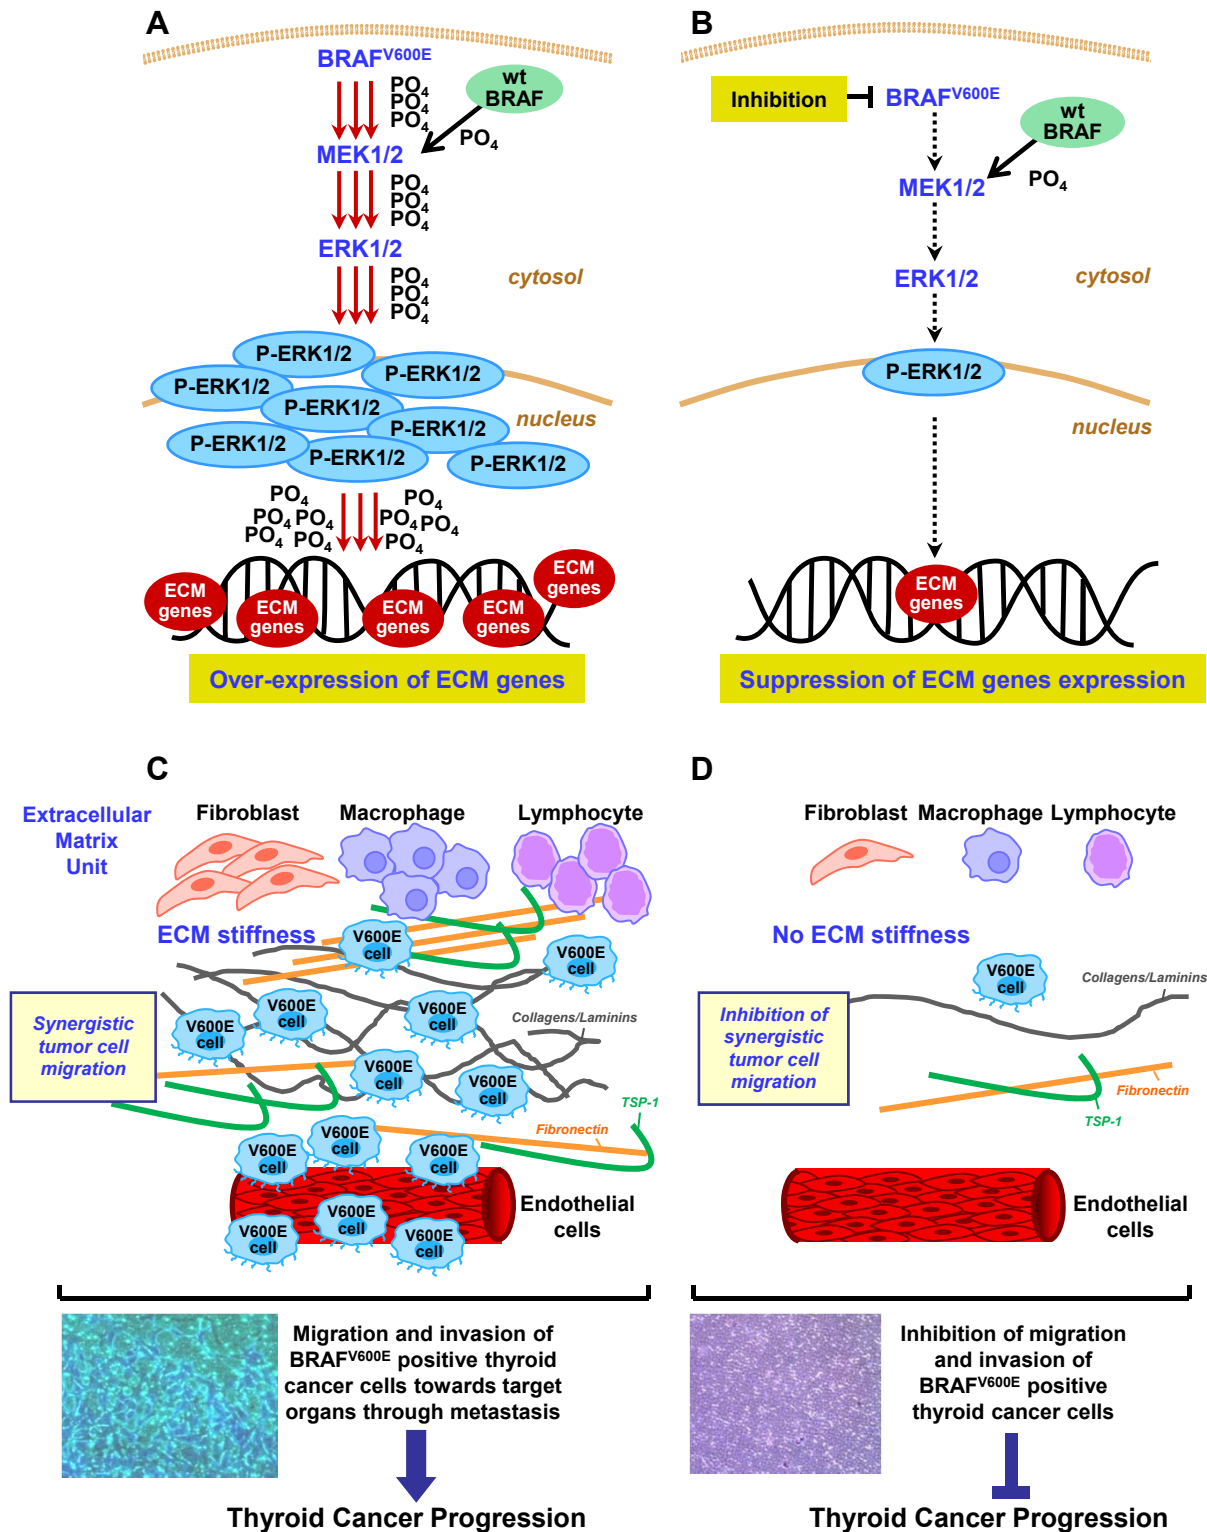 A
BRAFV600E
wt
BRAF
PO4
PO4
PO4
PO4
MEK1/2
PO4
PO4
PO4
ERK1/2
PO4
PO4
PO4
cytosol
P-ERK1/2
P-ERK1/2
P-ERK1/2
P-ERK1/2
P-ERK1/2
P-ERK1/2
P-ERK1/2
P-ERK1/2
nucleus
PO4
PO4
PO4 PO4
PO4 PO4
PO4 PO4
PO4
ECM
genes
ECM
genes
ECM
genes
ECM
genes
ECM
genes
Over-expression of ECM genes
B
Inhibition
BRAFV600E
wt
BRAF
PO4
MEK1/2
ERK1/2
cytosol
P-ERK1/2
nucleus
ECM
genes
Suppression of ECM genes expression
C
Extracellular
Matrix
Unit
Fibroblast
Macrophage
Lymphocyte
ECM stiffness
V600E
cell
V600E
cell
V600E
cell
V600E
cell
V600E
cell
Collagens/Laminins
Synergistic
tumor cell
migration
V600E
cell
V600E
cell
TSP-1
Fibronectin
V600E
cell
V600E
cell
V600E
cell
V600E
cell
V600E
cell
V600E
cell
Endothelial
cells
Migration and invasion of
BRAFV600E positive thyroid
cancer cells towards target
organs through metastasis
Thyroid Cancer Progression
D
Fibroblast
Macrophage
Lymphocyte
No ECM stiffness
V600E
cell
Collagens/Laminins
Inhibition of
synergistic
tumor cell
migration
Fibronectin
TSP-1
Endothelial
cells
Inhibition of migration
and invasion of
BRAFV600E positive
thyroid cancer cells
Thyroid Cancer Progression